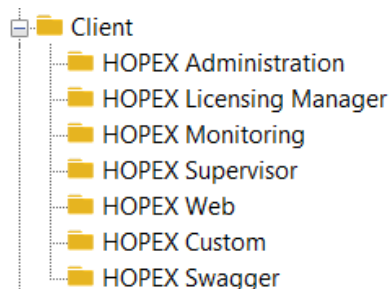 Client
HOPEX Administration
HOPEX Licensing Manager
HOPEX Monitoring
HOPEX Supervisor
HOPEX Web
HOPEX Custom
HOPEX Swagger